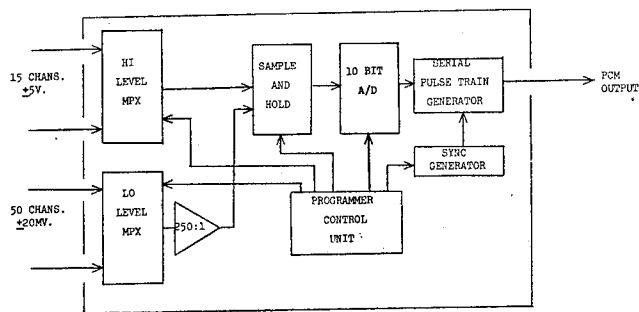 15 CHANS.
±5V.
HI
LEVEL
MPX
SAMPLE
AND
HOLD
10 BIT
A/D
SERIAL
PULSE TRAIN
GENERATOR
PCM
OUTPUT
SYNC
GENERATOR
50 CHANS.
±20MV.
LO
LEVEL
MPX
250:1
PROGRAMMER
CONTROL
UNIT